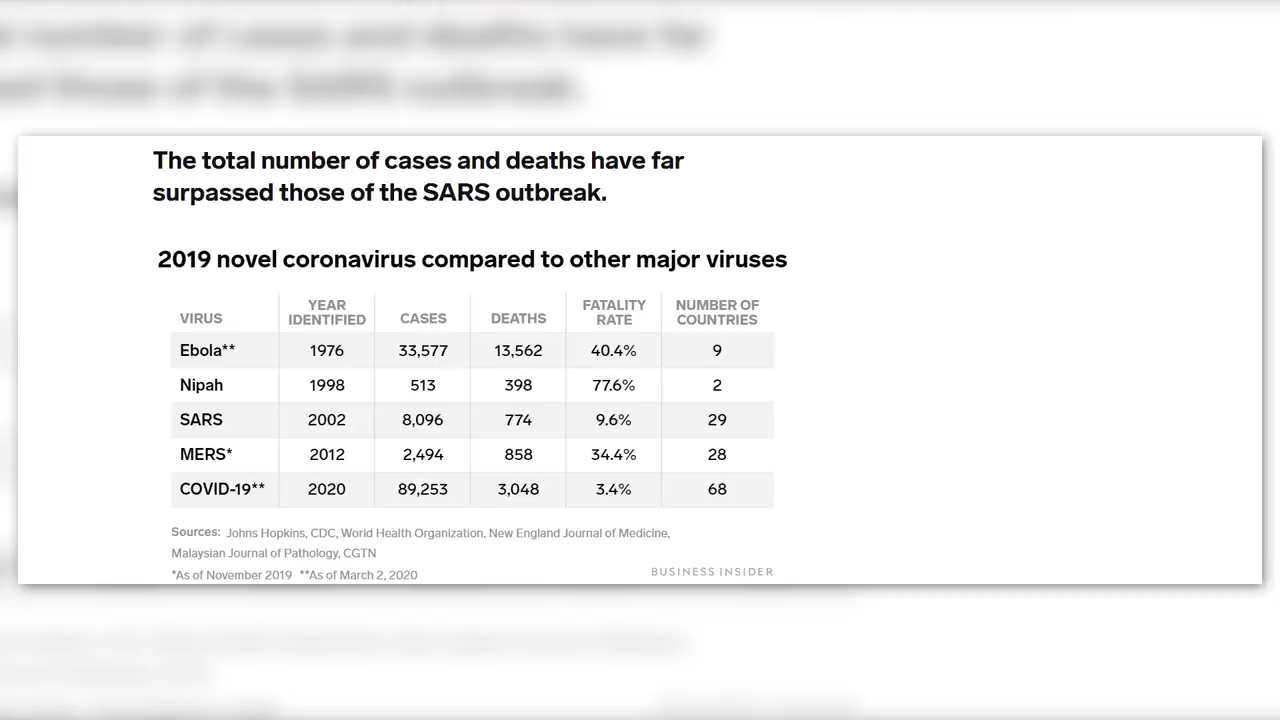 The total number of cases and deaths have far
surpassed those of the SARS outbreak.
2019 novel coronavirus compared to other major viruses
VIRUS YEAR IDENTIFIED CASES DEATHS FATALITY RATE NUMBER OF COUNTRIES
Ebola** 1976 33,577 13,562 40.4% 9
Nipah 1998 513 398 77.6% 2
SARS 2002 8,096 774 9.6% 29
MERS* 2012 2,494 858 34.4% 28
COVID-19** 2020 89,253 3,048 3.4% 68
Sources: Johns Hopkins, CDC, World Health Organization, New England Journal of Medicine,
Malaysian Journal of Pathology, CGTN
*As of November 2019 **As of March 2, 2020 BUSINESS INSIDER